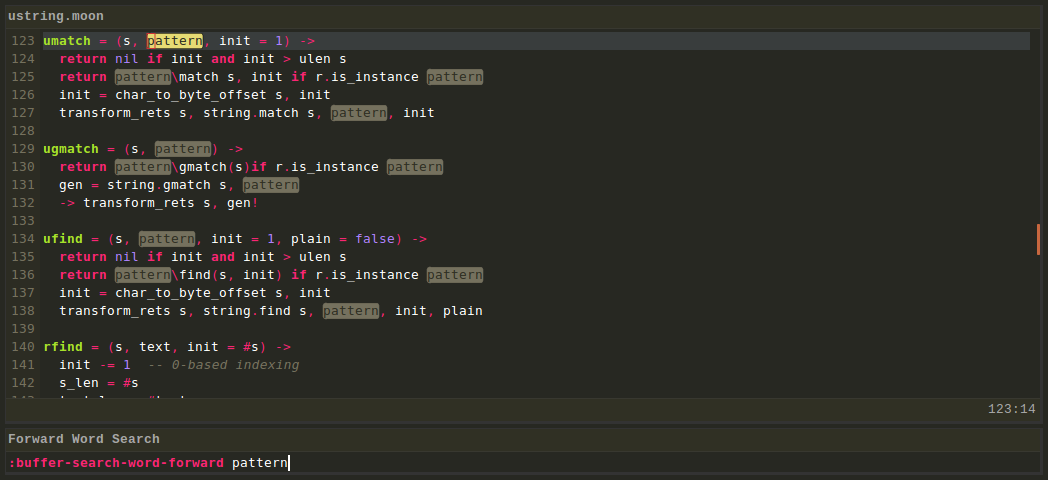 ustring.moon
123 umatch = (s, pattern, init = 1) ->
124   return nil if init and init > ulen s
125   return pattern\match s, init if r.is_instance pattern
126   init = char_to_byte_offset s, init
127   transform_rets s, string.match s, pattern, init
128
129 ugmatch = (s, pattern) ->
130   return pattern\gmatch(s)if r.is_instance pattern
131   gen = string.gmatch s, pattern
132   -> transform_rets s, gen!
133
134 ufind = (s, pattern, init = 1, plain = false) ->
135   return nil if init and init > ulen s
136   return pattern\find(s, init) if r.is_instance pattern
137   init = char_to_byte_offset s, init
138   transform_rets s, string.find s, pattern, init, plain
139
140 rfind = (s, text, init = #s) ->
141   init -= 1  -- 0-based indexing
142   s_len = #s
123:14
Forward Word Search
:buffer-search-word-forward pattern